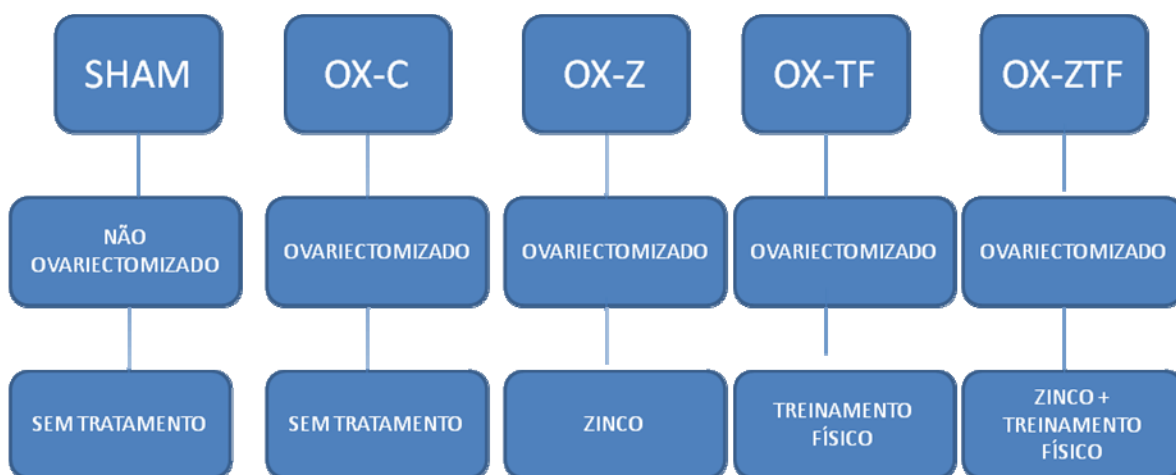 SHAM
OX-C
OX-Z
OX-TF
OX-ZTF
NÃO
OVARIECTOMIZADO
OVARIECTOMIZADO
OVARIECTOMIZADO
OVARIECTOMIZADO
OVARIECTOMIZADO
SEM TRATAMENTO
SEM TRATAMENTO
ZINCO
TREINAMENTO
FÍSICO
ZINCO +
TREINAMENTO
FÍSICO